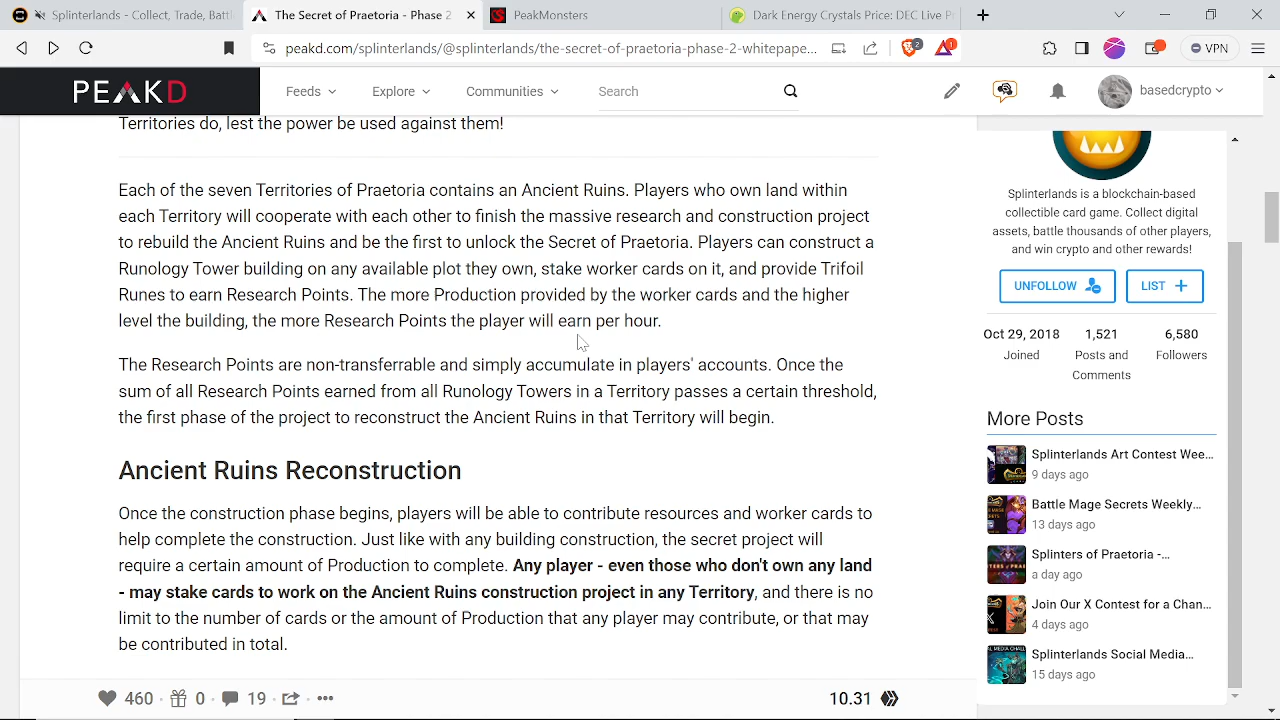 Splinterlands - Collect, Trade, Battl
The Secret of Praetoria - Phase 2
PeakMonsters
Dark Energy Crystals Price: DEC Live Pr
peakd.com/splinterlands/@splinterlands/the-secret-of-praetoria-phase-2-whitepape...
2
1
VPN
PEAKD
Feeds
Explore
Communities
Search
basedcrypto
Territories do, lest the power be used against them!
Each of the seven Territories of Praetoria contains an Ancient Ruins. Players who own land within
each Territory will cooperate with each other to finish the massive research and construction project
to rebuild the Ancient Ruins and be the first to unlock the Secret of Praetoria. Players can construct a
Runology Tower building on any available plot they own, stake worker cards on it, and provide Trifoil
Runes to earn Research Points. The more Production provided by the worker cards and the higher
level the building, the more Research Points the player will earn per hour.
The Research Points are non-transferrable and simply accumulate in players' accounts. Once the
sum of all Research Points earned from all Runology Towers in a Territory passes a certain threshold,
the first phase of the project to reconstruct the Ancient Ruins in that Territory will begin.
Ancient Ruins Reconstruction
Once the construction phase begins, players will be able to contribute resources and worker cards to
help complete the construction. Just like with any building construction, the secret project will
require a certain amount of Production to complete. Any player - even those who don't own any land
- may stake cards to work on the Ancient Ruins construction project in any Territory, and there is no
limit to the number of cards or the amount of Production that any player may contribute, or that may
be contributed in total.
460 · 0 · 19 · · •••
10.31
Splinterlands is a blockchain-based
collectible card game. Collect digital
assets, battle thousands of other players,
and win crypto and other rewards!
UNFOLLOW
LIST +
Oct 29, 2018
Joined
1,521
Posts and
Comments
6,580
Followers
More Posts
Splinterlands Art Contest Wee...
9 days ago
Battle Mage Secrets Weekly...
13 days ago
Splinters of Praetoria -...
a day ago
Join Our X Contest for a Chan...
4 days ago
Splinterlands Social Media...
15 days ago